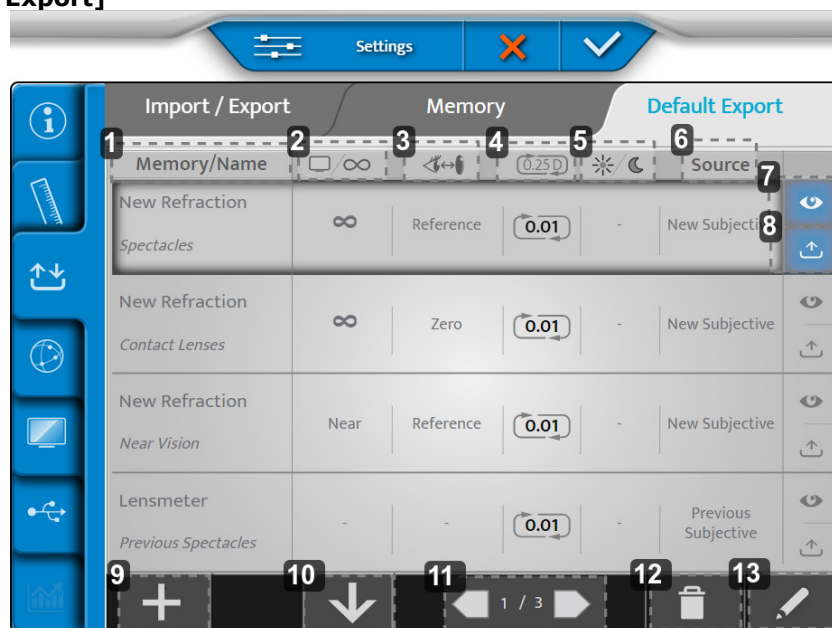 Export]
Settings
Import / Export Memory Default Export
1 2 3 4 5 6
Memory/Name ∞ 0.25 D Source
7
New Refraction
Spectacles
∞ Reference 0.01 - New Subjecti
8
New Refraction
Contact Lenses
∞ Zero 0.01 - New Subjective
New Refraction
Near Vision
Near Reference 0.01 - New Subjective
Lensmeter
Previous Spectacles
- - 0.01 - Previous
Subjective
9 10 11 12 13
1 / 3